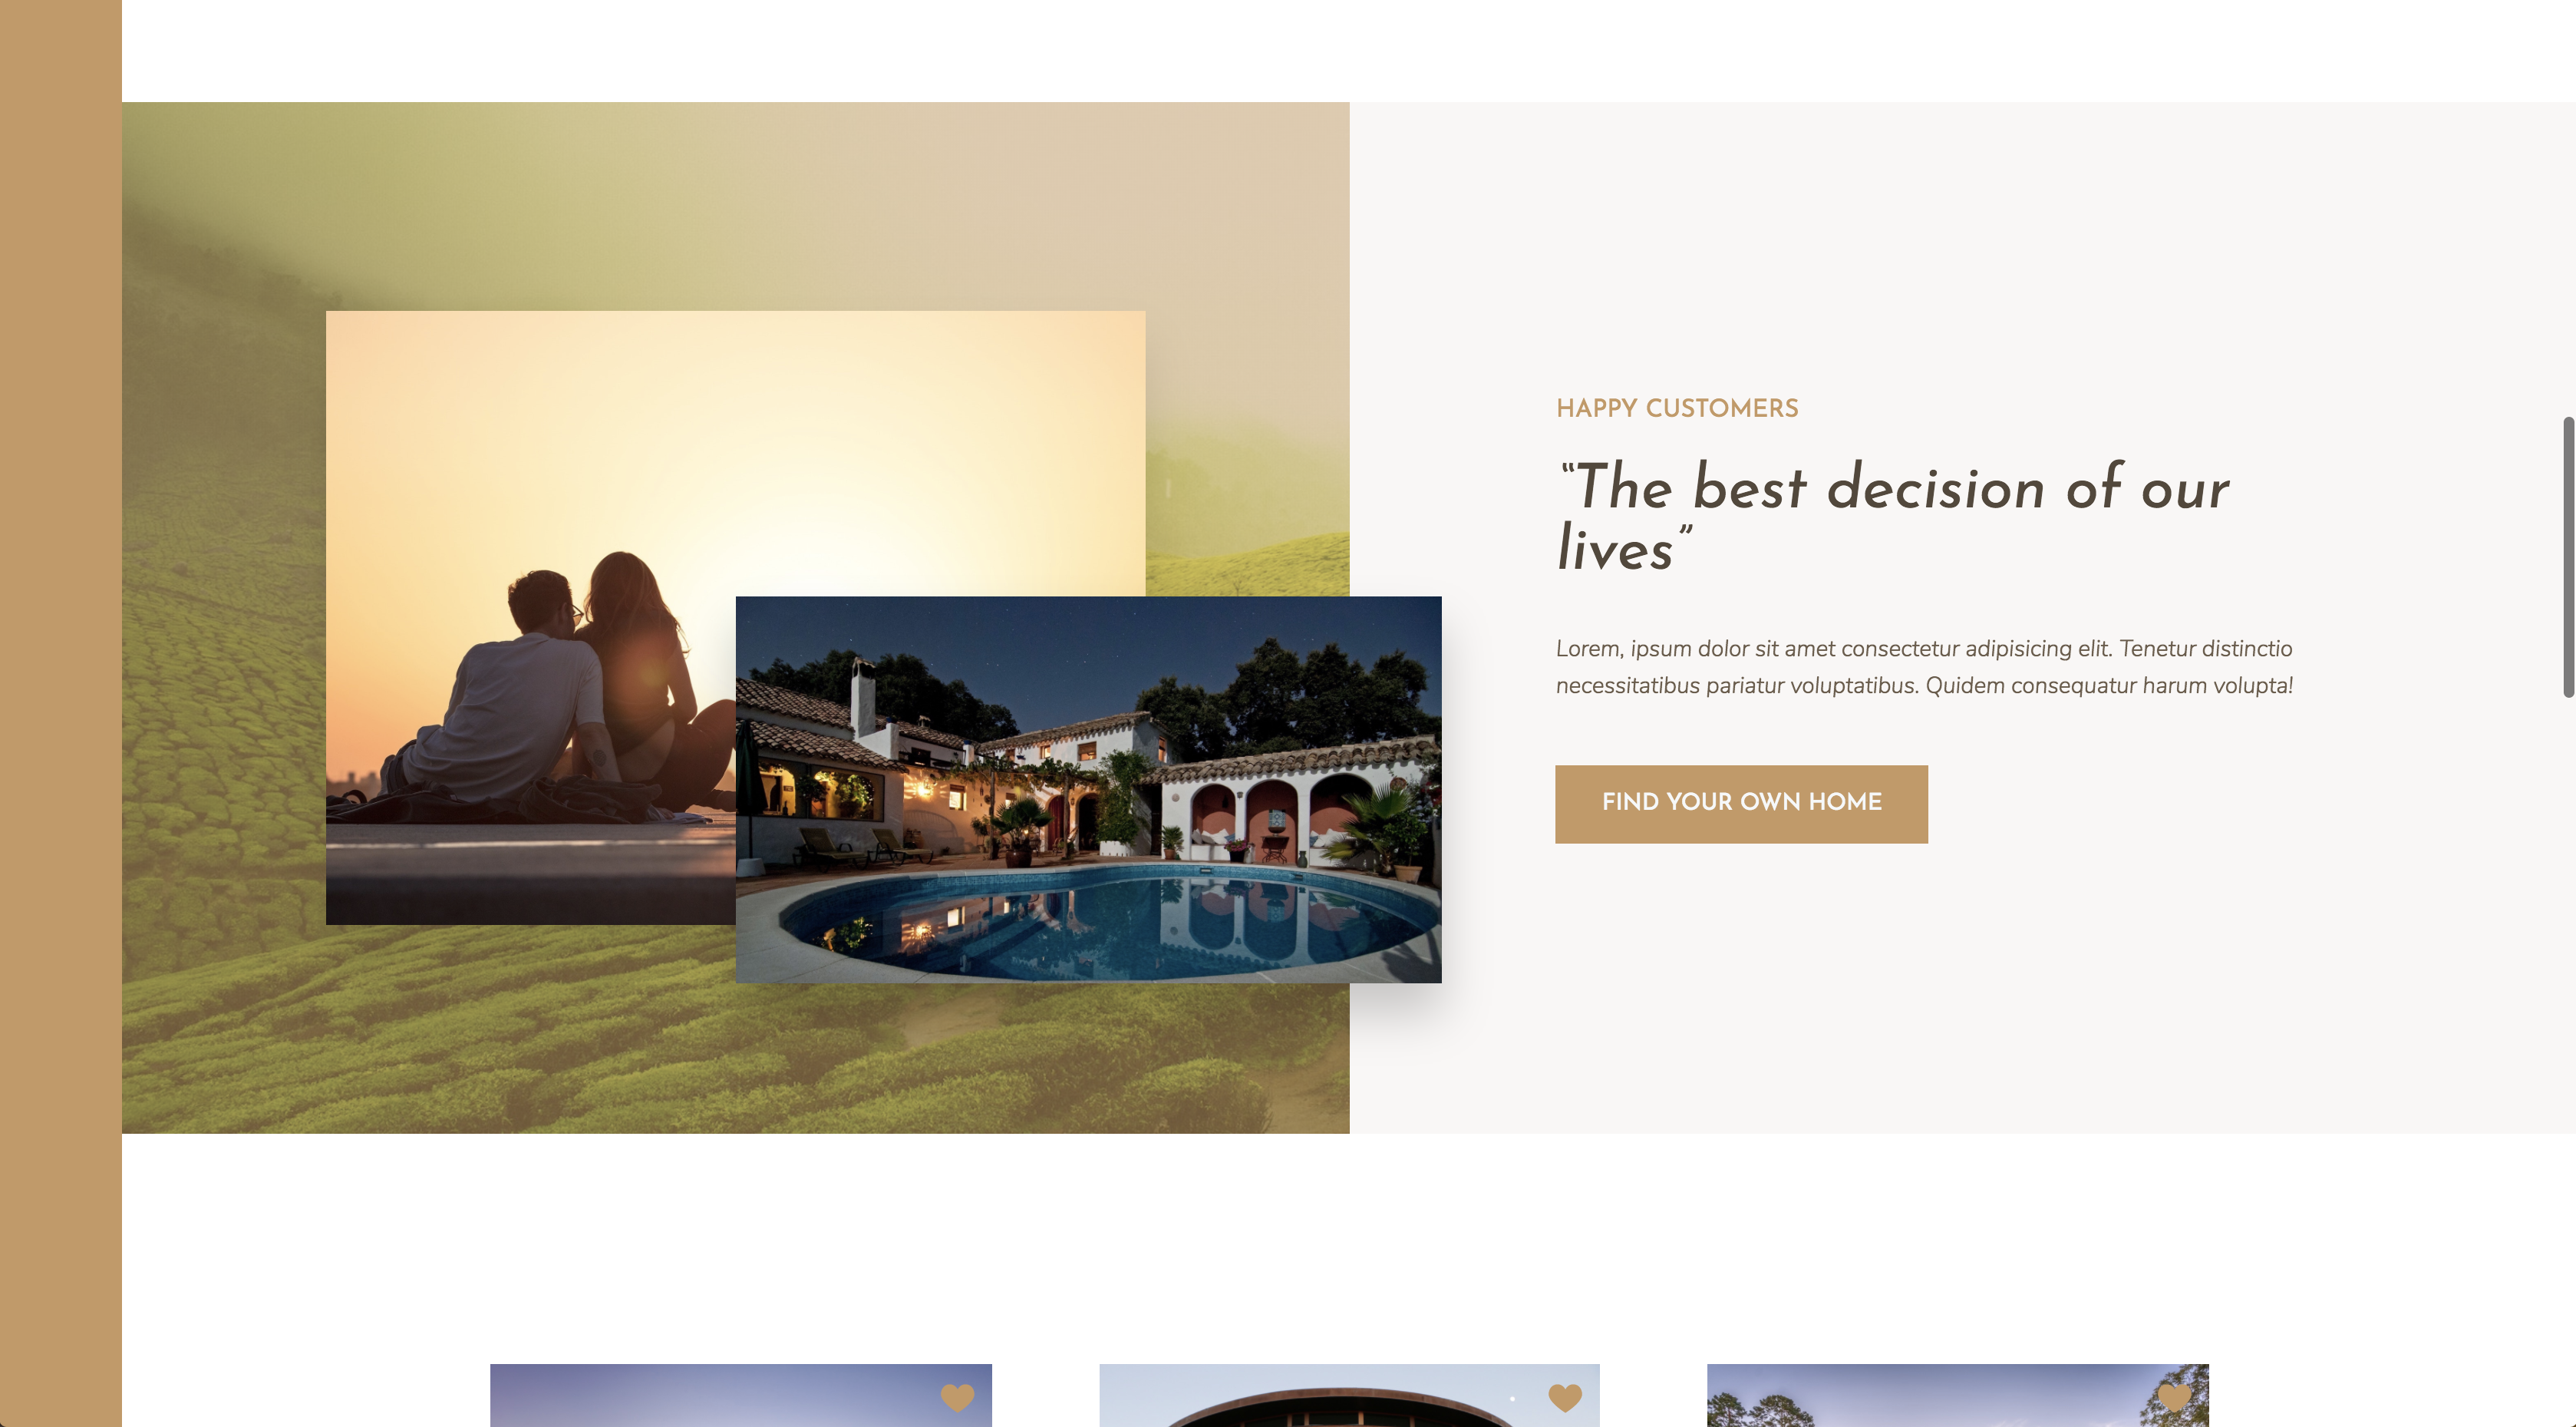 HAPPY CUSTOMERS
“The best decision of our
lives”
Lorem, ipsum dolor sit amet consectetur adipisicing elit. Tenetur distinctio
necessitatibus pariatur voluptatibus. Quidem consequatur harum volupta!
FIND YOUR OWN HOME